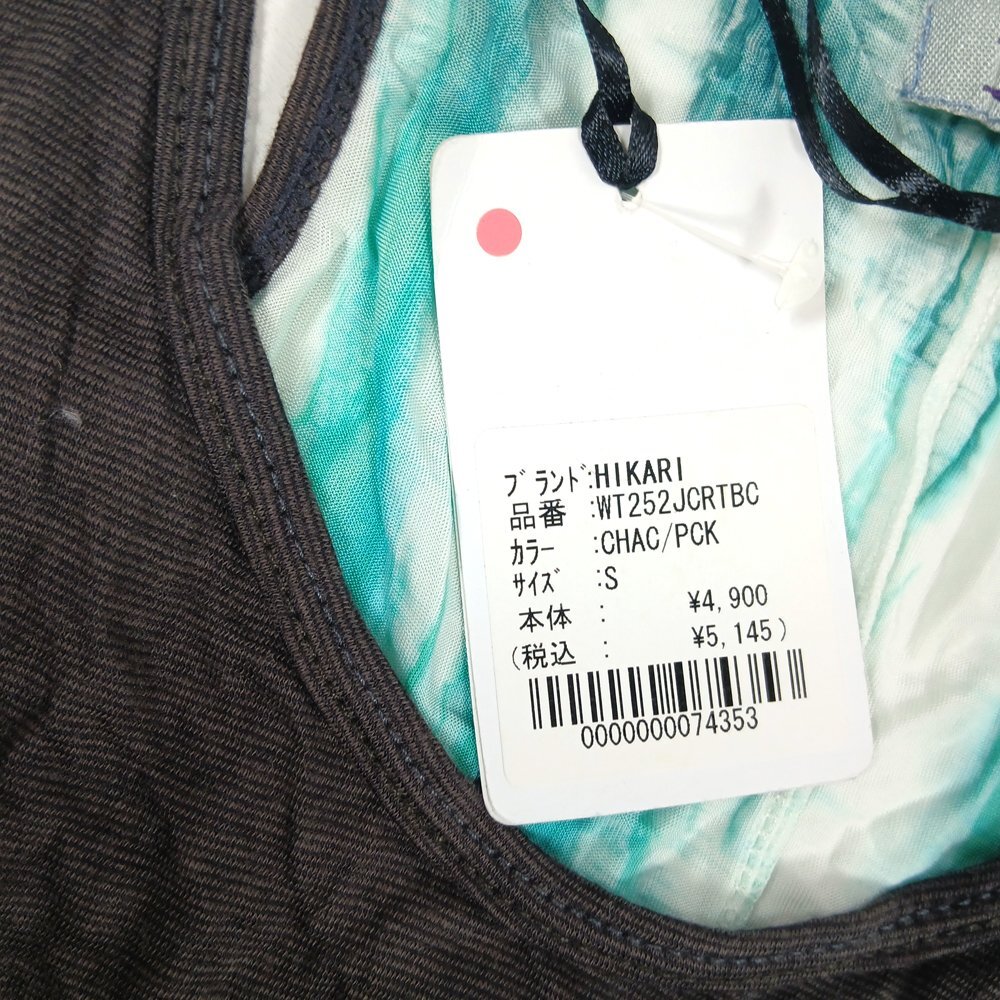 ブランド:HIKARI
品番 :WT252JCRTBC
カラー :CHAC/PCK
サイズ :S
本体 : ¥4,900
(税込 : ¥5,145)
0000000074353